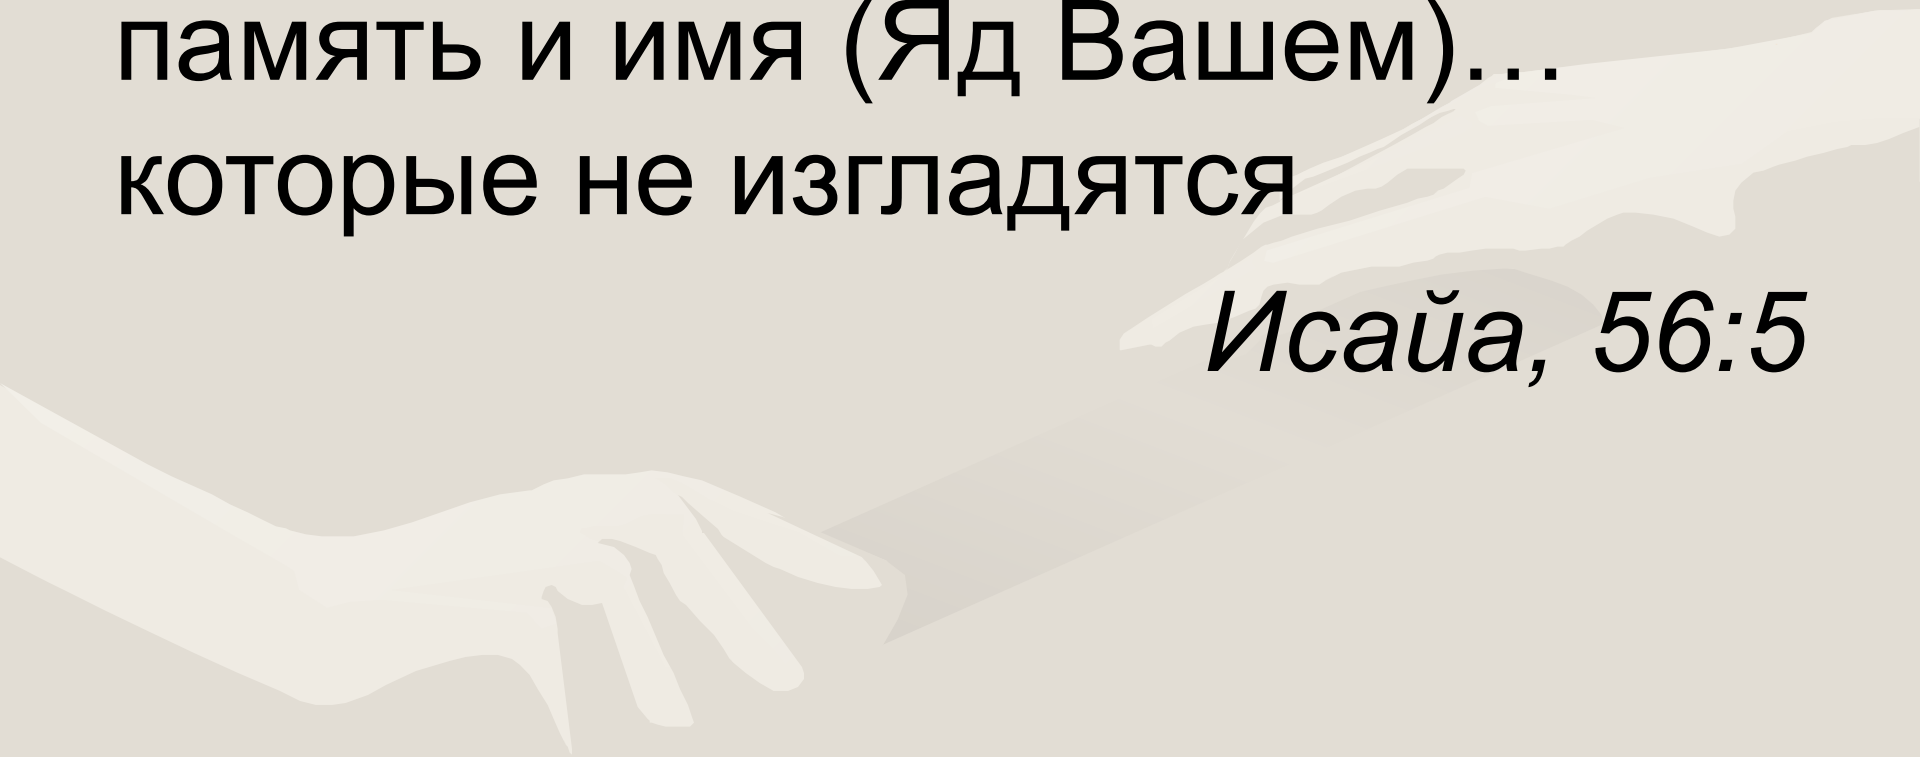 память и имя (Яд Вашем)…
которые не изгладятся
Исайа, 56:5